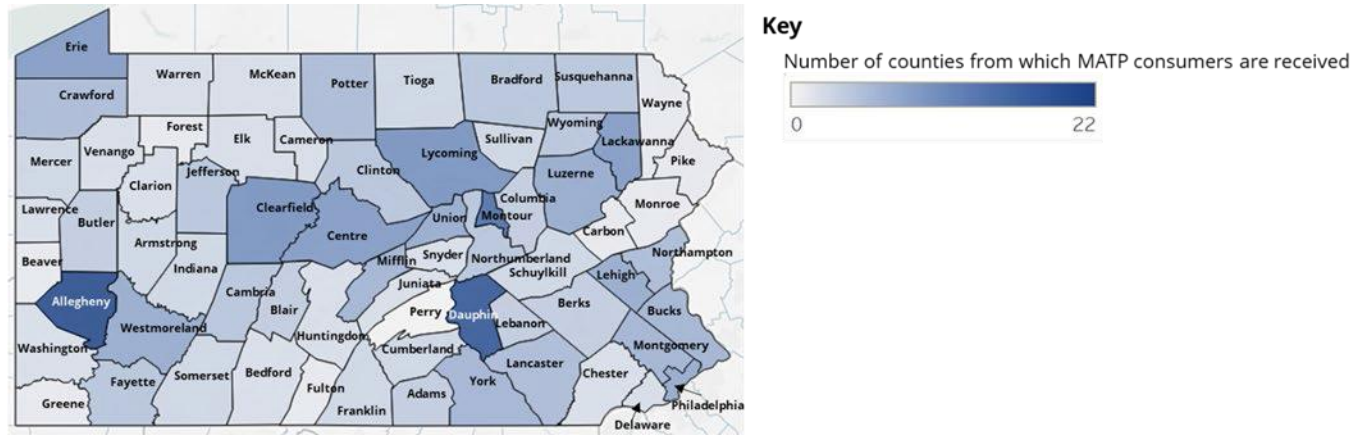 Key
Number of counties from which MATP consumers are received
0
22
Erie
Crawford
Warren
McKean
Potter
Tioga
Bradford
Susquehanna
Wayne
Forest
Elk
Cameron
Venango
Mercer
Clarion
Jefferson
Clinton
Lycoming
Sullivan
Wyoming
Lackawanna
Pike
Luzerne
Lawrence
Butler
Clearfield
Centre
Union
Montour
Columbia
Monroe
Carbon
Armstrong
Beaver
Indiana
Mifflin
Snyder
Northumberland
Schuylkill
Northampton
Lehigh
Allegheny
Westmoreland
Cambria
Blair
Huntingdon
Juniata
Perry
Dauphin
Lebanon
Berks
Bucks
Washington
Cumberland
Montgomery
Lancaster
Fayette
Somerset
Bedford
Fulton
Franklin
Adams
York
Chester
Greene
Philadelphia
Delaware